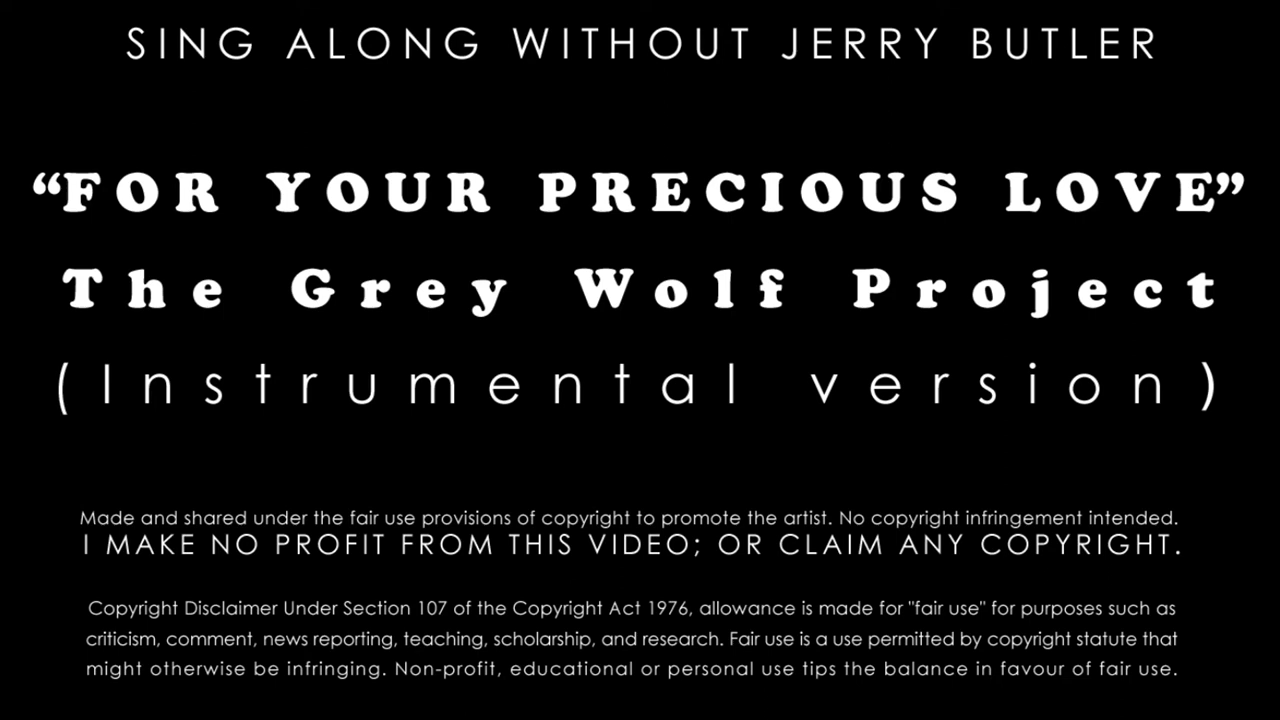 SING ALONG WITHOUT JERRY BUTLER
“FOR YOUR PRECIOUS LOVE”
The Grey Wolf Project
(Instrumental version)
Made and shared under the fair use provisions of copyright to promote the artist. No copyright infringement intended.
I MAKE NO PROFIT FROM THIS VIDEO; OR CLAIM ANY COPYRIGHT.
Copyright Disclaimer Under Section 107 of the Copyright Act 1976, allowance is made for "fair use" for purposes such as
criticism, comment, news reporting, teaching, scholarship, and research. Fair use is a use permitted by copyright statute that
might otherwise be infringing. Non-profit, educational or personal use tips the balance in favour of fair use.